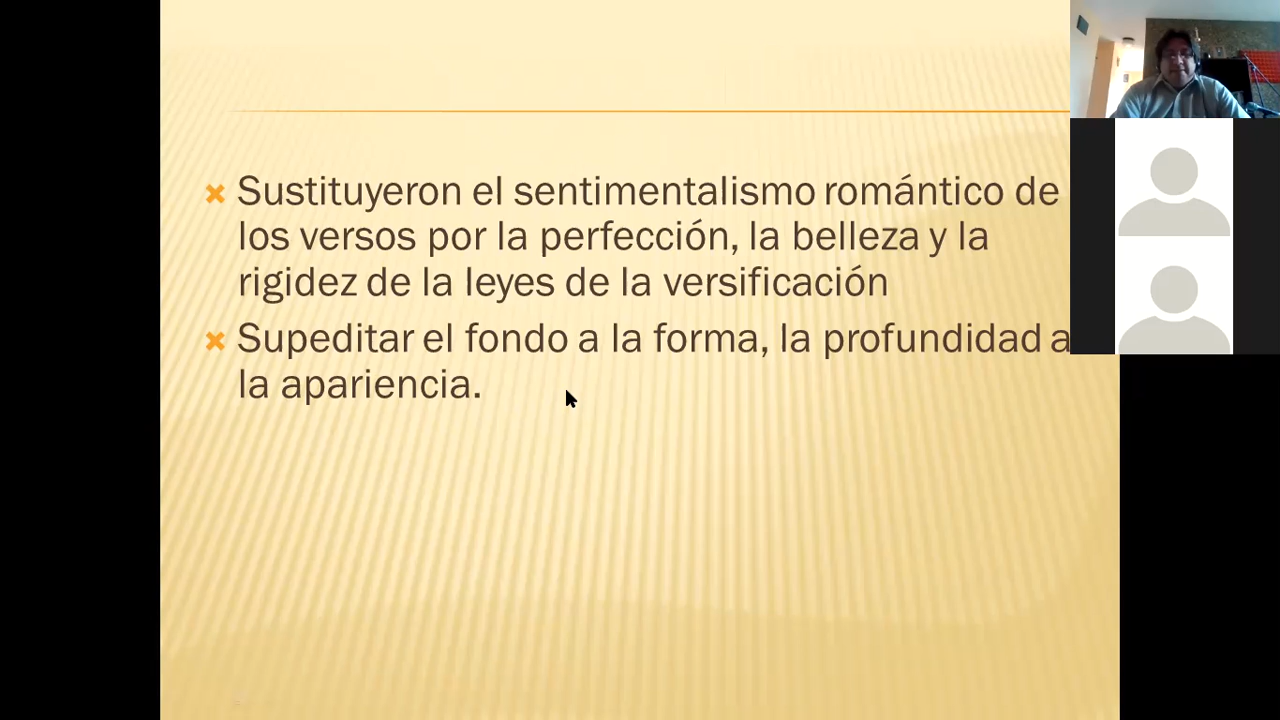 Sustituyeron el sentimentalismo romántico de
los versos por la perfección, la belleza y la
rigidez de la leyes de la versificación
Supeditar el fondo a la forma, la profundidad a
la apariencia.